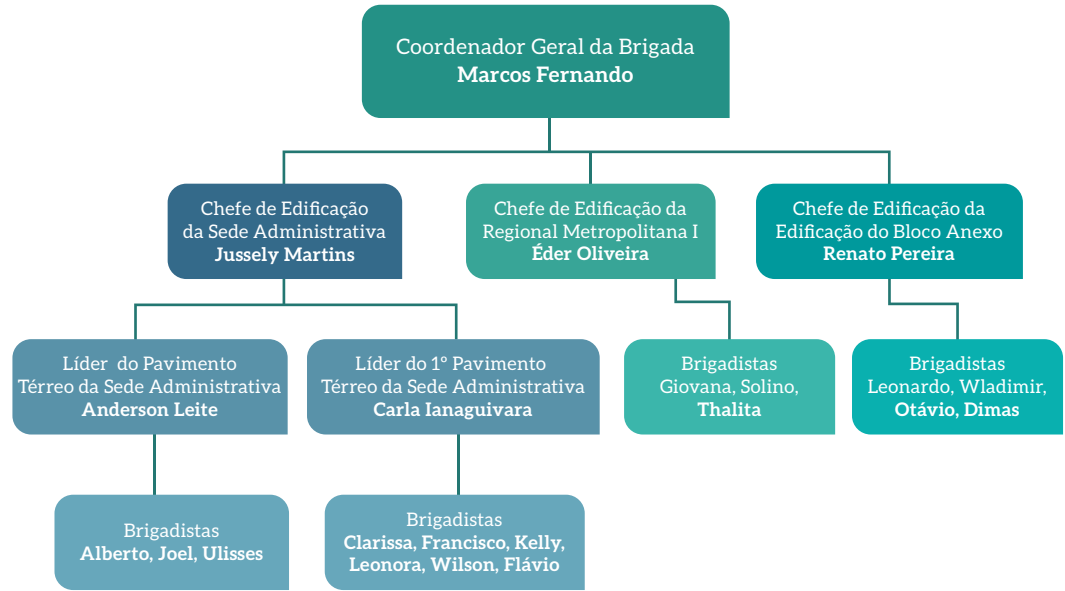 Coordenador Geral da Brigada
Marcos Fernando
Chefe de Edificação
da Sede Administrativa
Jussely Martins
Chefe de Edificação da
Regional Metropolitana I
Éder Oliveira
Chefe de Edificação da
Edificação do Bloco Anexo
Renato Pereira
Líder do Pavimento
Térreo da Sede Administrativa
Anderson Leite
Líder do 1º Pavimento
Térreo da Sede Administrativa
Carla Ianaguivara
Brigadistas
Giovana, Solino,
Thalita
Brigadistas
Leonardo, Wladimir,
Otávio, Dimas
Brigadistas
Alberto, Joel, Ulisses
Brigadistas
Clarissa, Francisco, Kelly,
Leonora, Wilson, Flávio